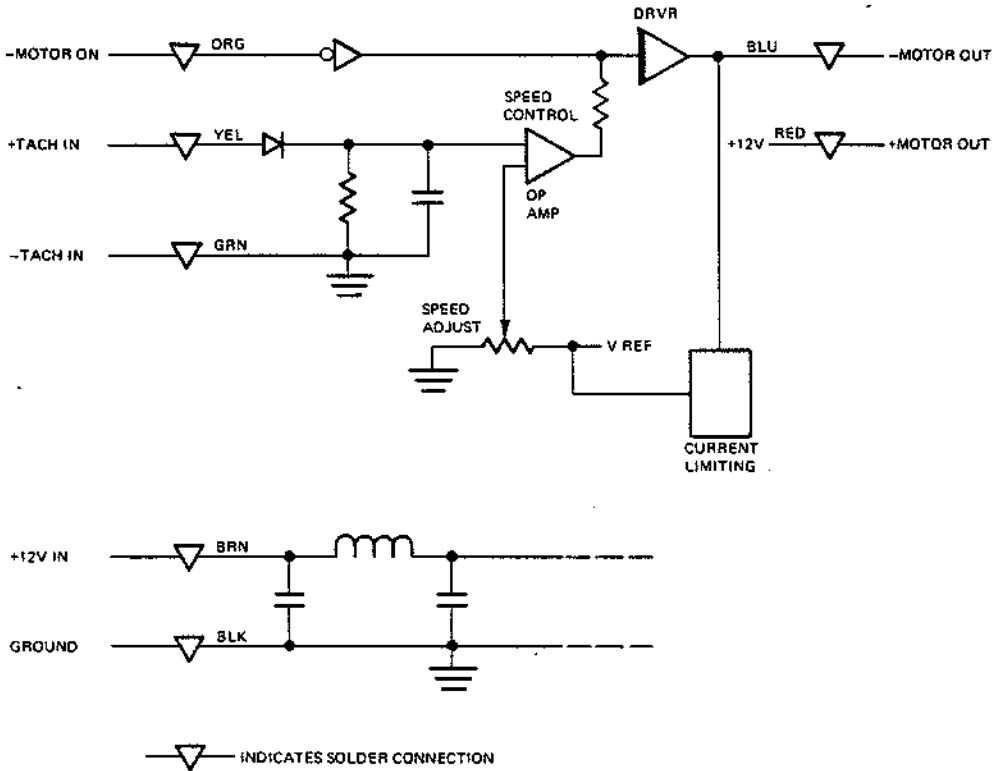 DRVR
−MOTOR ON
ORG
BLU
−MOTOR OUT
SPEED
CONTROL
+TACH IN
YEL
+12V
RED
+MOTOR OUT
OP
AMP
−TACH IN
GRN
SPEED
ADJUST
V REF
CURRENT
LIMITING
+12V IN
BRN
GROUND
BLK
INDICATES SOLDER CONNECTION